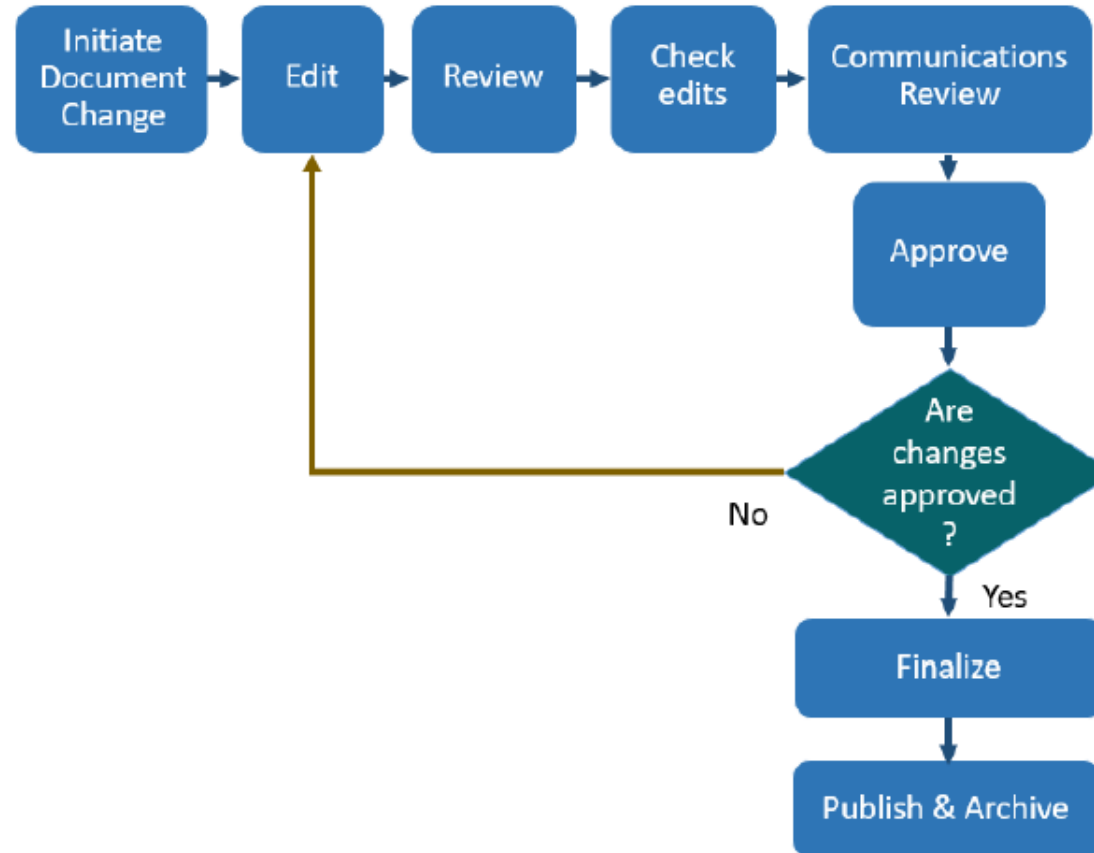 Initiate
Document
Change
Edit
Review
Check
edits
Communications
Review
Approve
Are
changes
approved
?
No
Yes
Finalize
Publish & Archive